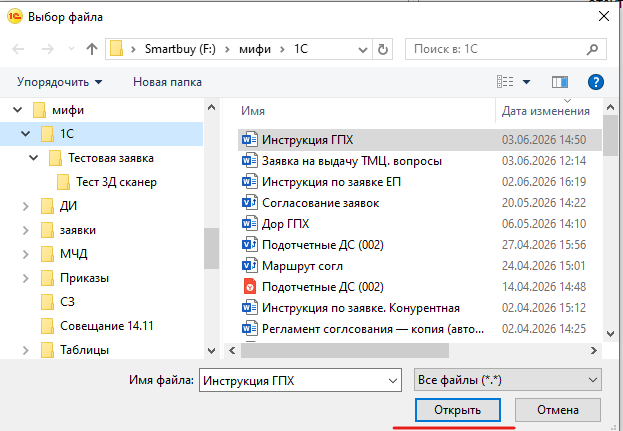 Выбор файла
Smartbuy (F:) › мифи › 1С
Поиск в: 1С
Упорядочить
Новая папка
мифи
1С
Тестовая заявка
Тест 3Д сканер
ДИ
заявки
МЧД
Приказы
СЗ
Совещание 14.11
Таблицы
Имя Дата изменения
Инструкция ГПХ 03.06.2026 14:50
Заявка на выдачу ТМЦ. вопросы 03.06.2026 12:14
Инструкция по заявке ЕП 02.06.2026 16:19
Согласование заявок 20.05.2026 14:22
Дор ГПХ 06.05.2026 14:10
Подотчетные ДС (002) 27.04.2026 15:56
Маршрут согл 24.04.2026 15:01
Подотчетные ДС (002) 14.04.2026 14:48
Инструкция по заявке. Конурентная 02.04.2026 15:12
Регламент соглсования — копия (авто... 02.04.2026 14:25
Имя файла: Инструкция ГПХ
Все файлы (*.*)
Открыть
Отмена